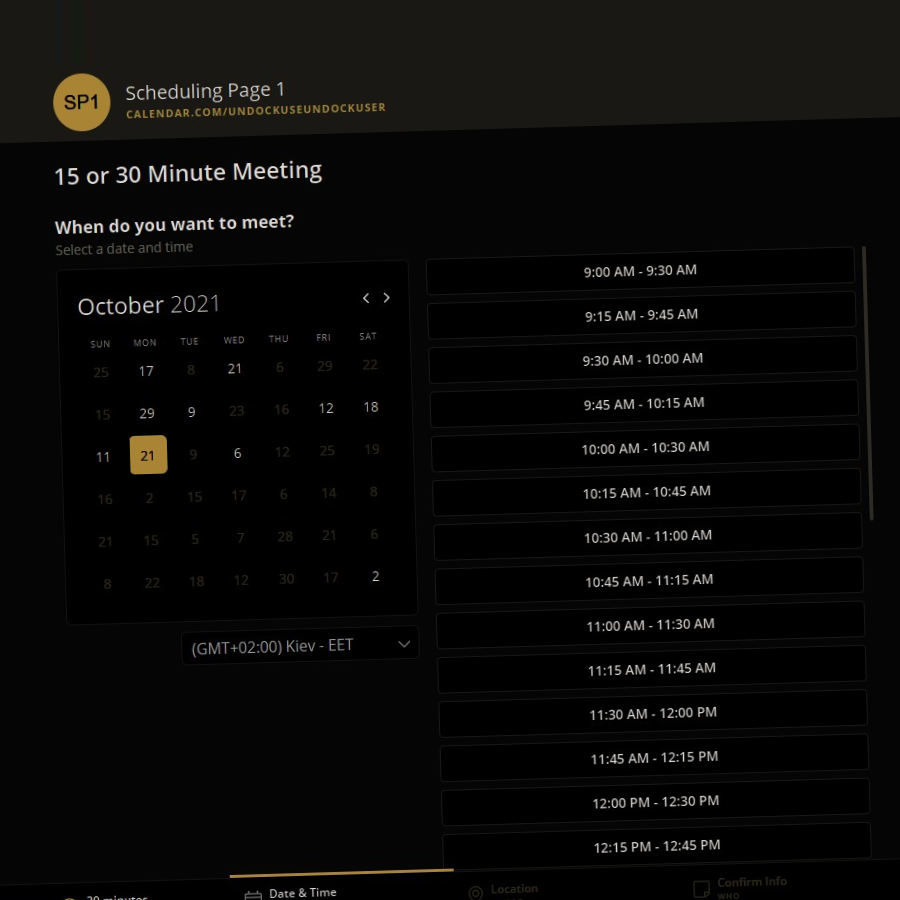 SP1
Scheduling Page 1
CALENDAR.COM/UNDOCKUSEUNDOCKUSER
15 or 30 Minute Meeting
When do you want to meet?
Select a date and time
October 2021
SUN MON TUE WED THU FRI SAT
25 17 8 21 6 29 22
15 29 9 23 16 12 18
11 21 9 6 12 25 19
16 2 15 17 6 14 8
21 15 5 7 28 21 6
8 22 18 12 30 17 2
(GMT+02:00) Kiev - EET
9:00 AM - 9:30 AM
9:15 AM - 9:45 AM
9:30 AM - 10:00 AM
9:45 AM - 10:15 AM
10:00 AM - 10:30 AM
10:15 AM - 10:45 AM
10:30 AM - 11:00 AM
10:45 AM - 11:15 AM
11:00 AM - 11:30 AM
11:15 AM - 11:45 AM
11:30 AM - 12:00 PM
11:45 AM - 12:15 PM
12:00 PM - 12:30 PM
12:15 PM - 12:45 PM
minutes
Date & Time
Location
Confirm Info
WHO